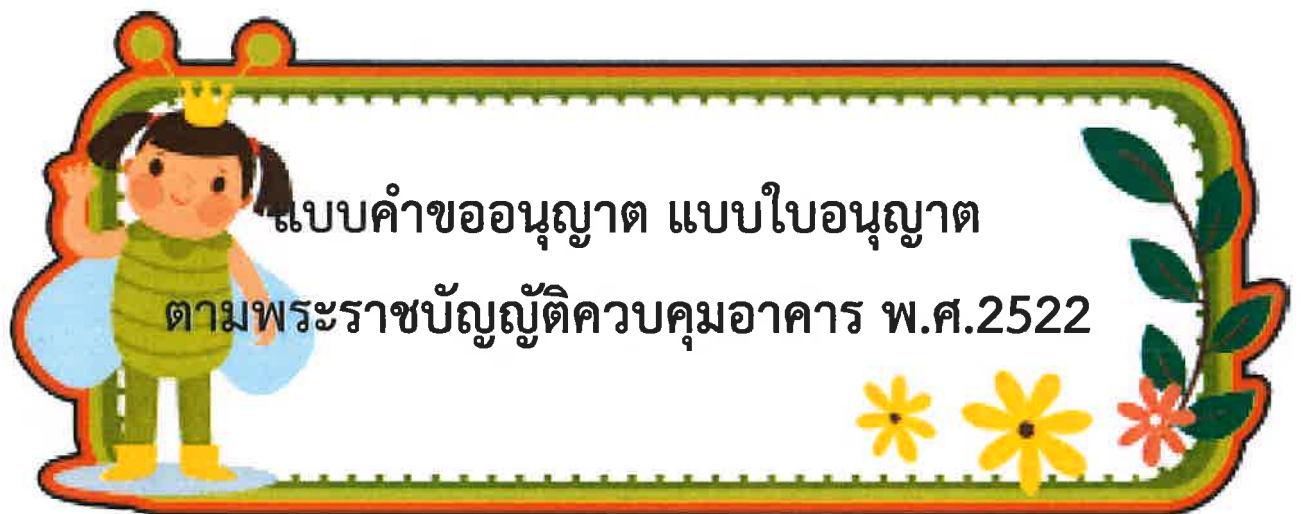 แบบคำขออนุญาต แบบใบอนุญาต
ตามพระราชบัญญัติควบคุมอาคาร พ.ศ.2522